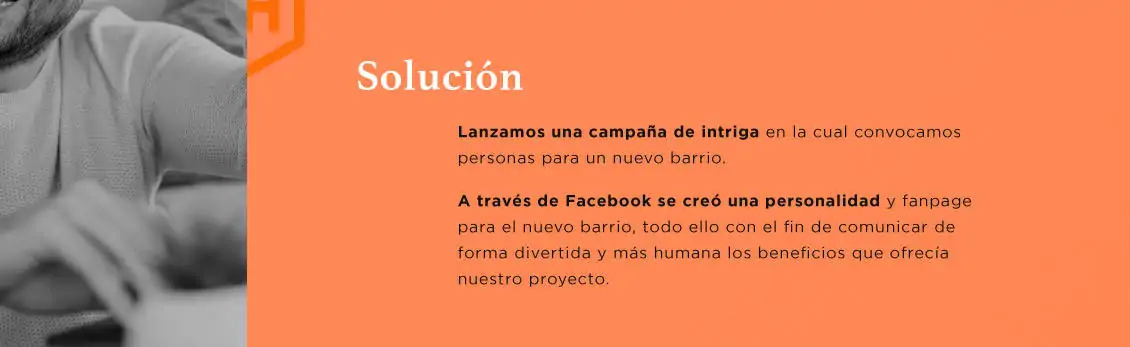 Solución
Lanzamos una campaña de intriga en la cual convocamos
personas para un nuevo barrio.
A través de Facebook se creó una personalidad y fanpage
para el nuevo barrio, todo ello con el fin de comunicar de
forma divertida y más humana los beneficios que ofrecía
nuestro proyecto.